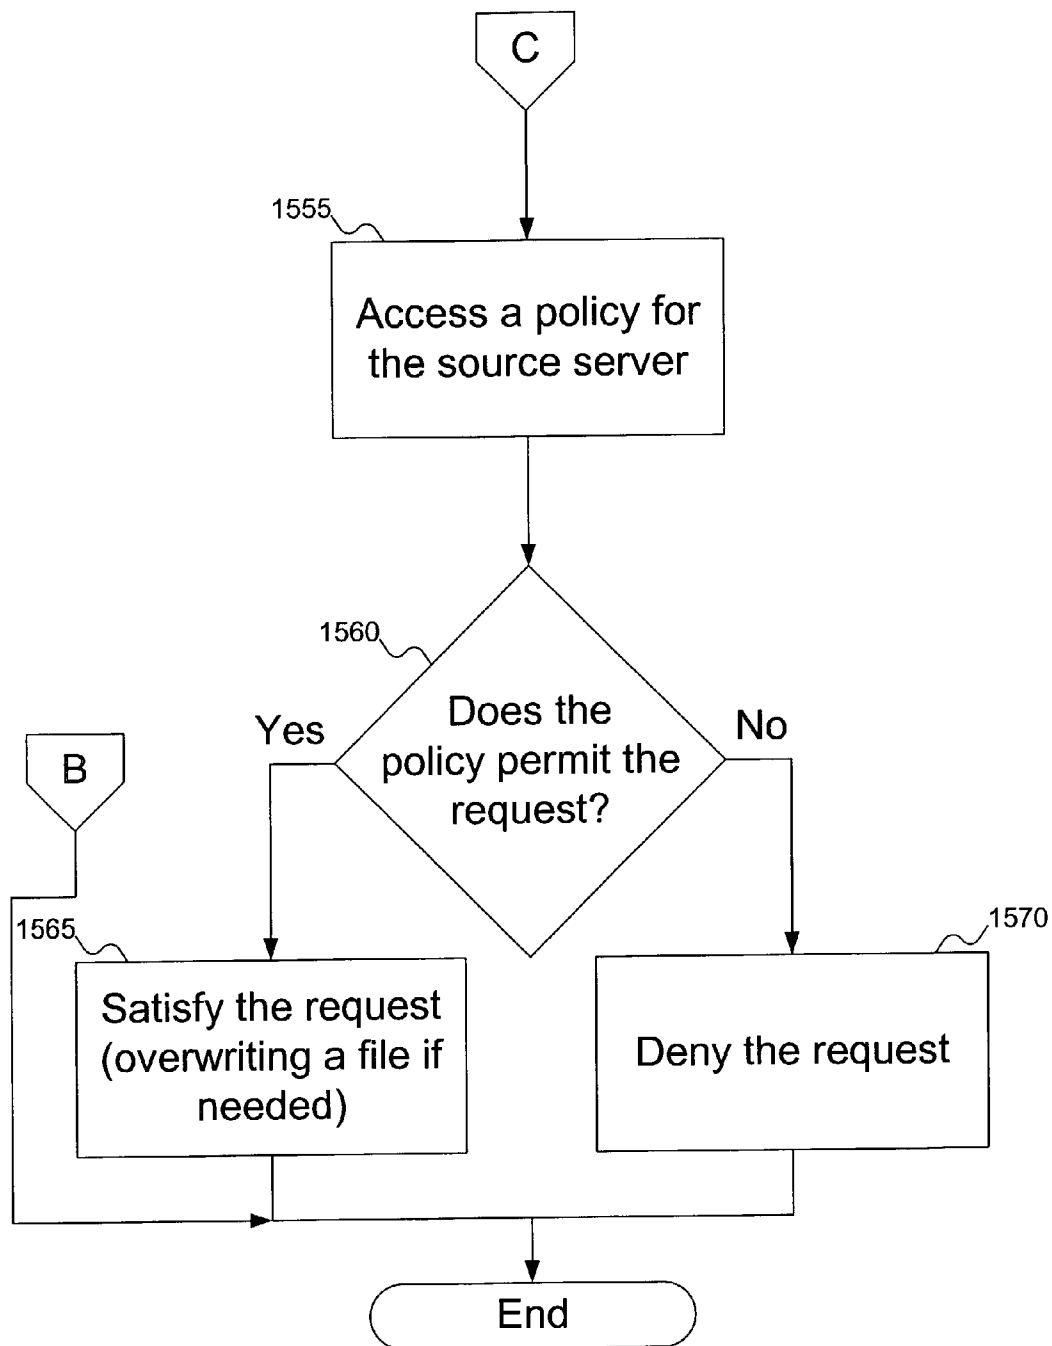 C
1555
Access a policy for
the source server
1560
Does the
policy permit the
request?
Yes
No
B
1565
Satisfy the request
(overwriting a file if
needed)
1570
Deny the request
End